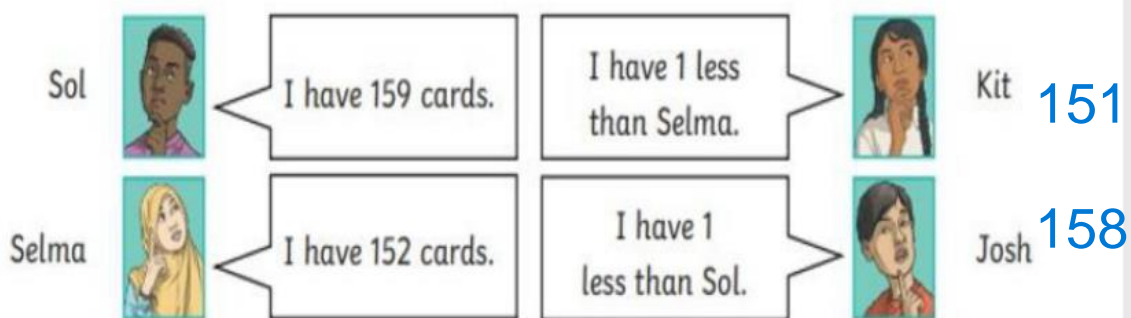 Sol
I have 159 cards.
I have 1 less
than Selma.
Kit
151
Selma
I have 152 cards.
I have 1
less than Sol.
Josh
158